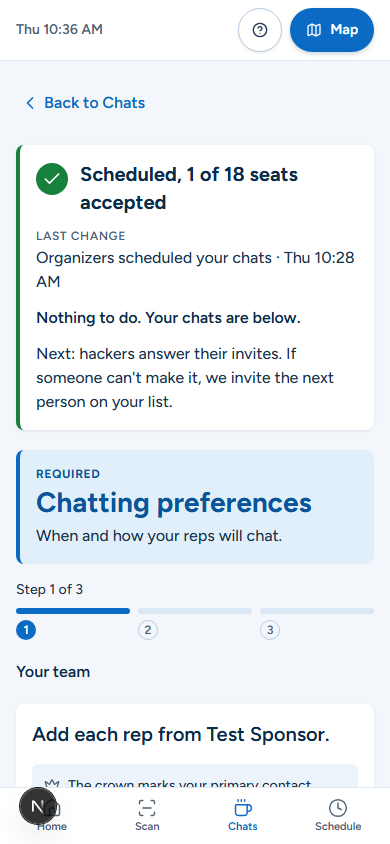 Thu 10:36 AM
Map
Back to Chats
Scheduled, 1 of 18 seats
accepted
LAST CHANGE
Organizers scheduled your chats · Thu 10:28
AM
Nothing to do. Your chats are below.
Next: hackers answer their invites. If
someone can't make it, we invite the next
person on your list.
REQUIRED
Chatting preferences
When and how your reps will chat.
Step 1 of 3
1 2 3
Your team
Add each rep from Test Sponsor.
The crown marks your primary contact
N
Home Scan Chats Schedule